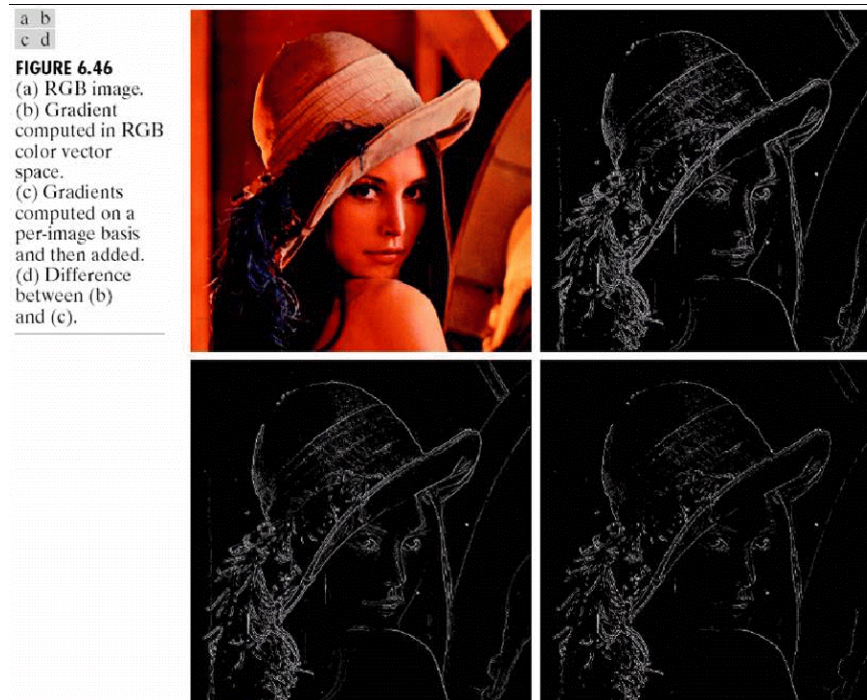 a b
c d
FIGURE 6.46
(a) RGB image.
(b) Gradient
computed in RGB
color vector
space.
(c) Gradients
computed on a
per-image basis
and then added.
(d) Difference
between (b)
and (c).